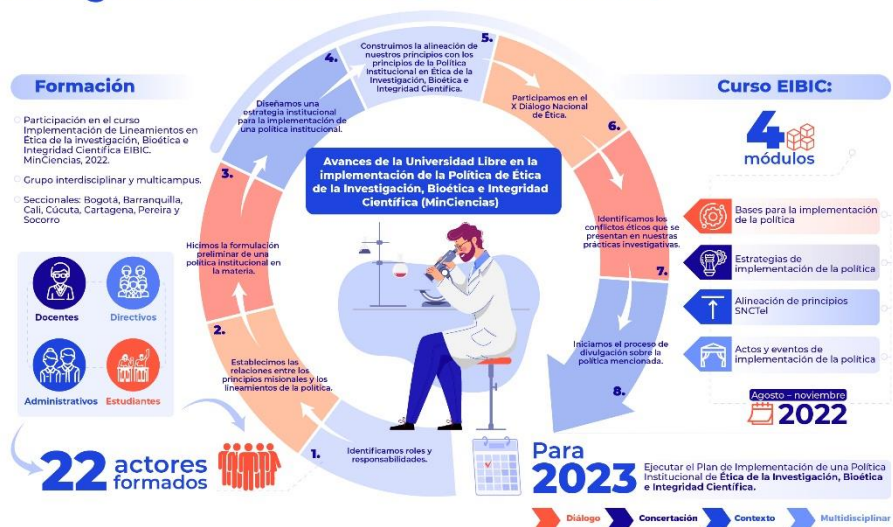 Formación
Participación en el curso
Implementación de Lineamientos en
Ética de la investigación, Bioética e
Integridad Científica EIBIC.
MinCiencias, 2022.
Grupo interdisciplinar y multicampus.
Seccionales: Bogotá, Barranquilla,
Cali, Cúcuta, Cartagena, Pereira y
Socorro
Docentes
Directivos
Administrativos
Estudiantes
22 actores
formados
Avances de la Universidad Libre en la
implementación de la Política de Ética
de la Investigación, Bioética e Integridad
Científica (MinCiencias)
1.
Identificamos roles y
responsabilidades.
2.
Establecimos las
relaciones entre los
principios misionales y los
lineamientos de la política.
3.
Hicimos la formulación
preliminar de una
política institucional en
la materia.
4.
Diseñamos una
estrategia institucional
para la implementación de
una política institucional.
5.
Construimos la alineación de
nuestros principios con los
principios de la Política
Institucional en Ética de la
Investigación, Bioética e
Integridad Científica.
6.
Participamos en el
X Diálogo Nacional
de Ética.
7.
Identificamos los
conflictos éticos que se
presentan en nuestras
prácticas investigativas.
8.
Iniciamos el proceso de
divulgación sobre la
política mencionada.
Curso EIBIC:
4
módulos
Bases para la implementación
de la política
Estrategias de
implementación de la política
Alineación de principios
SNCTeI
Actos y eventos de
implementación de la política
Agosto – noviembre
2022
Para
2023
Ejecutar el Plan de Implementación de una Política
Institucional de Ética de la Investigación, Bioética
e Integridad Científica.
Diálogo
Concertación
Contexto
Multidisciplinar